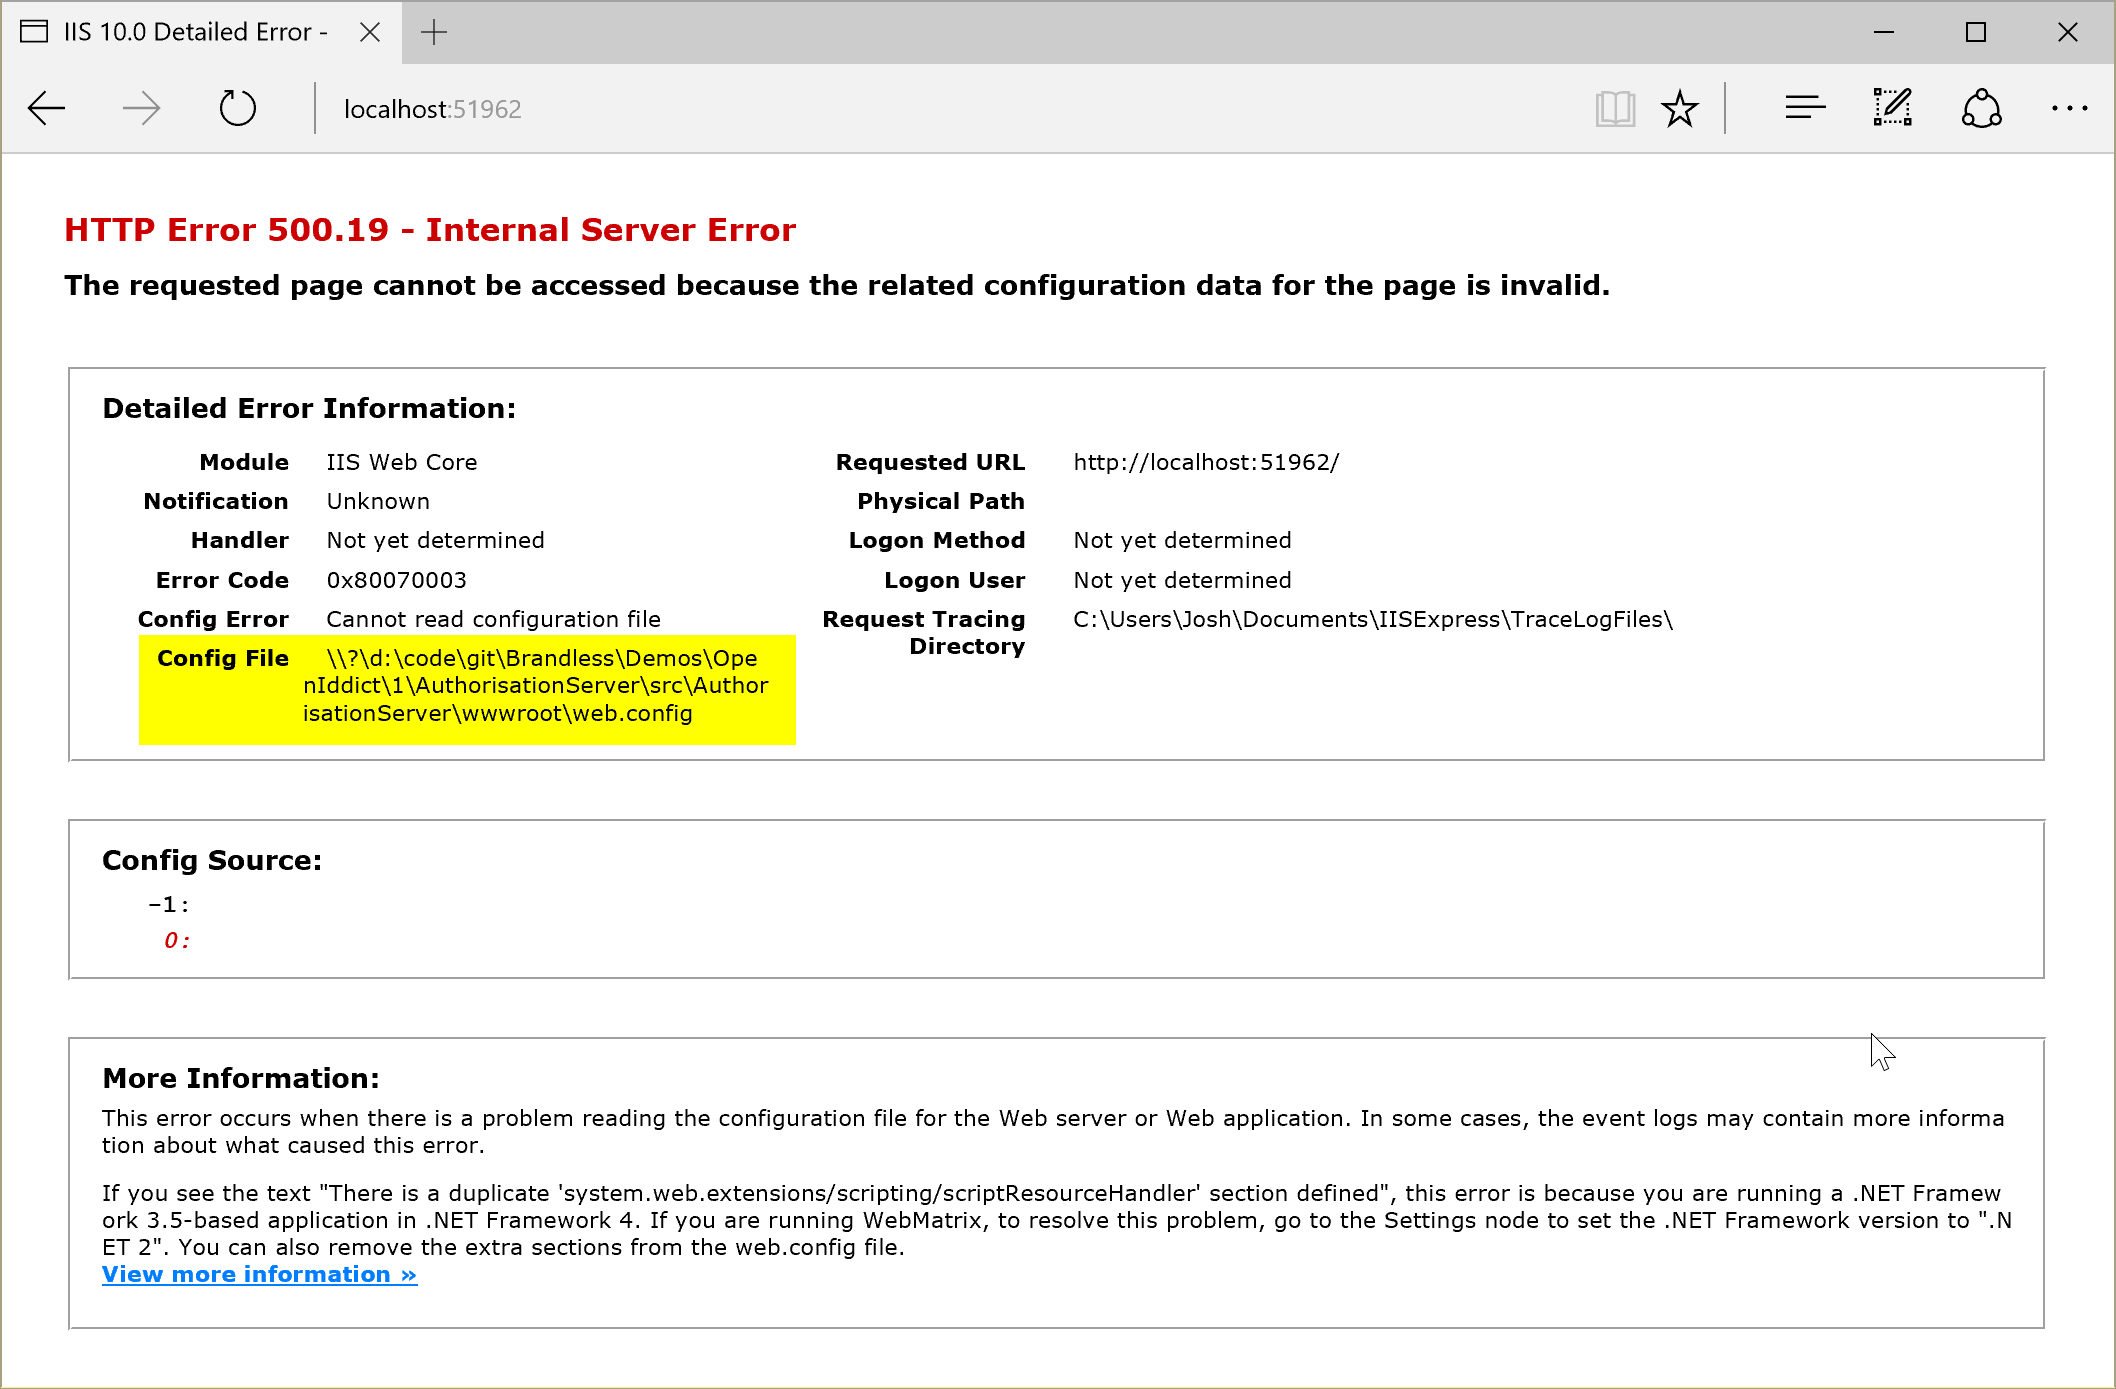 IIS 10.0 Detailed Error -
localhost:51962
HTTP Error 500.19 - Internal Server Error
The requested page cannot be accessed because the related configuration data for the page is invalid.
Detailed Error Information:
Module IIS Web Core
Notification Unknown
Handler Not yet determined
Error Code 0x80070003
Config Error Cannot read configuration file
Config File \\?\d:\code\git\Brandless\Demos\Ope
nIddict\1\AuthorisationServer\src\Author
isationServer\wwwroot\web.config
Requested URL http://localhost:51962/
Physical Path
Logon Method Not yet determined
Logon User Not yet determined
Request Tracing C:\Users\Josh\Documents\IISExpress\TraceLogFiles\
Directory
Config Source:
-1:
0:
More Information:
This error occurs when there is a problem reading the configuration file for the Web server or Web application. In some cases, the event logs may contain more informa
tion about what caused this error.
If you see the text "There is a duplicate 'system.web.extensions/scripting/scriptResourceHandler' section defined", this error is because you are running a .NET Framew
ork 3.5-based application in .NET Framework 4. If you are running WebMatrix, to resolve this problem, go to the Settings node to set the .NET Framework version to ".N
ET 2". You can also remove the extra sections from the web.config file.
View more information »